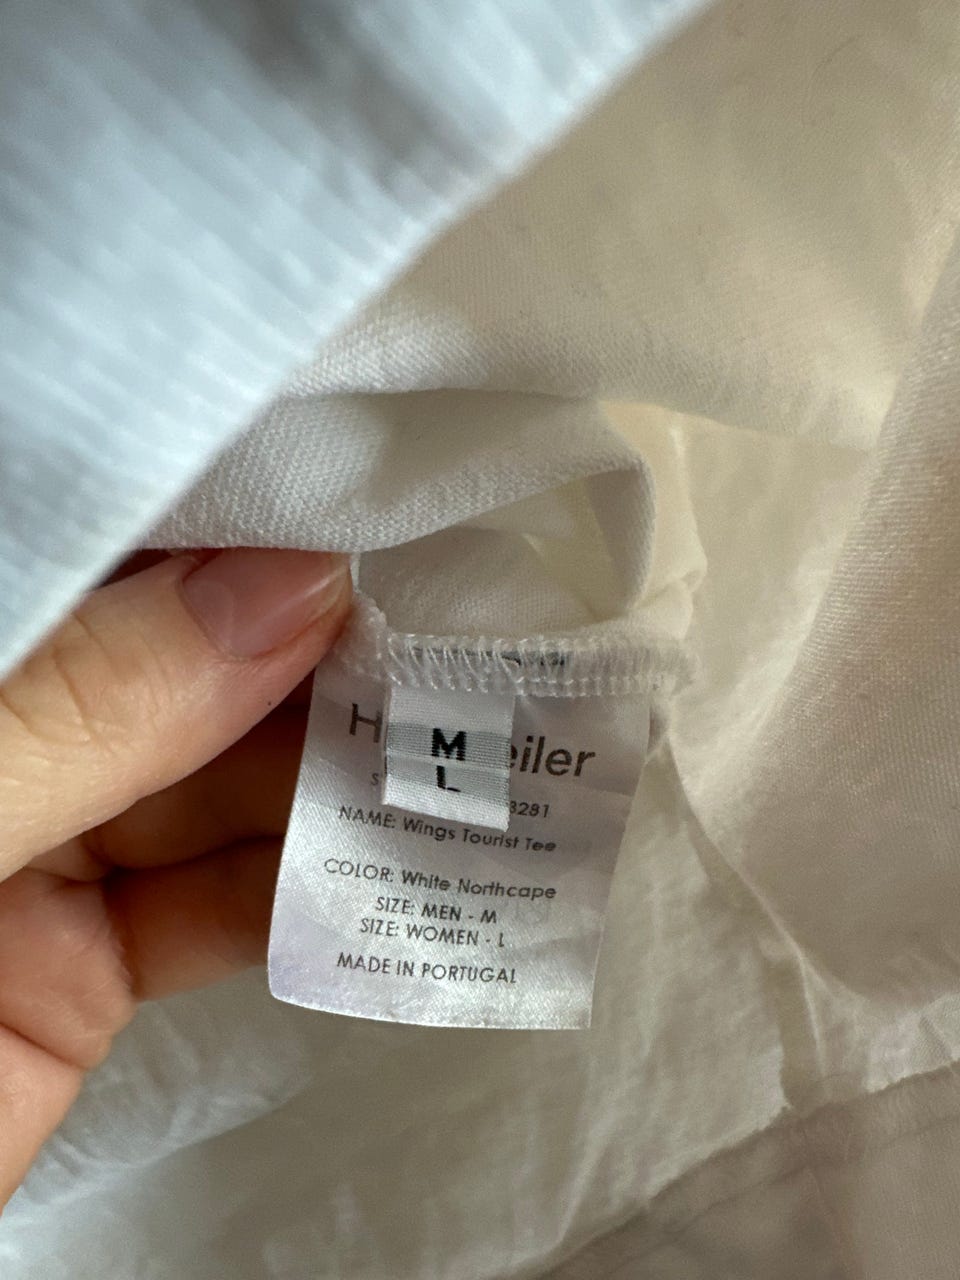 M
L
NAME: Wings Tourist Tee
COLOR: White Northcape
SIZE: MEN - M
SIZE: WOMEN - L
MADE IN PORTUGAL